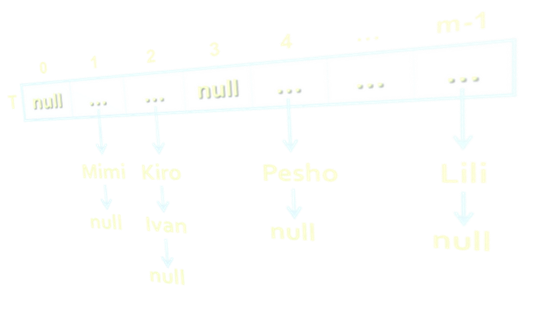 0 1 2 3 4 ... m-1
T null ... ... null ... ... ...
Mimi Kiro Pesho Lili
null Ivan null null
null